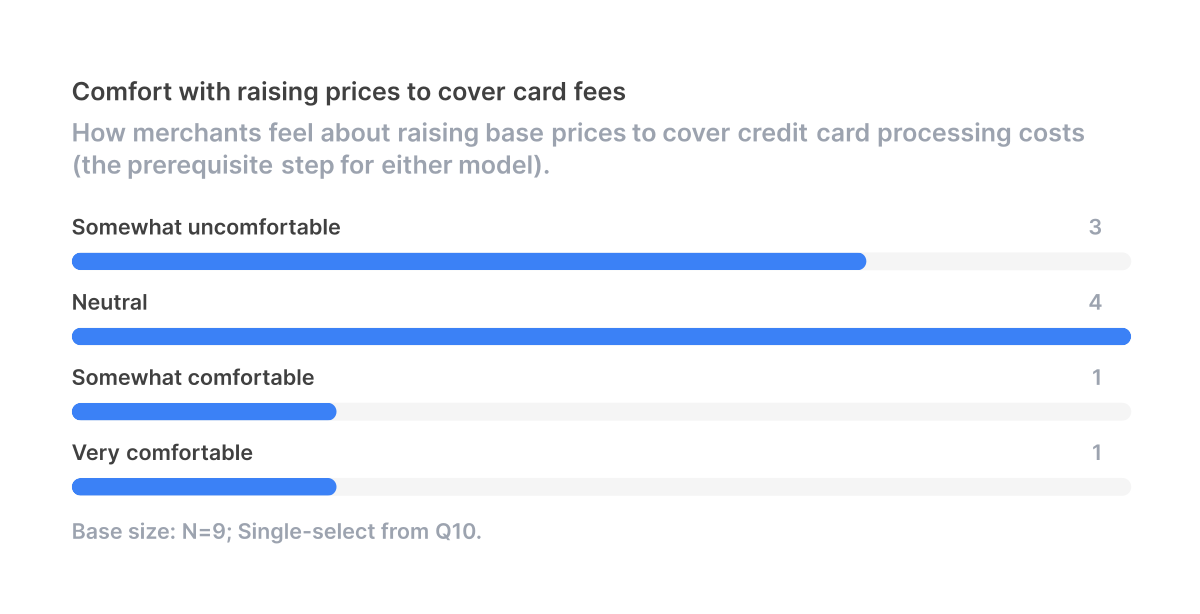 Comfort with raising prices to cover card fees
How merchants feel about raising base prices to cover credit card processing costs
(the prerequisite step for either model).
Somewhat uncomfortable 3
Neutral 4
Somewhat comfortable 1
Very comfortable 1
Base size: N=9; Single-select from Q10.